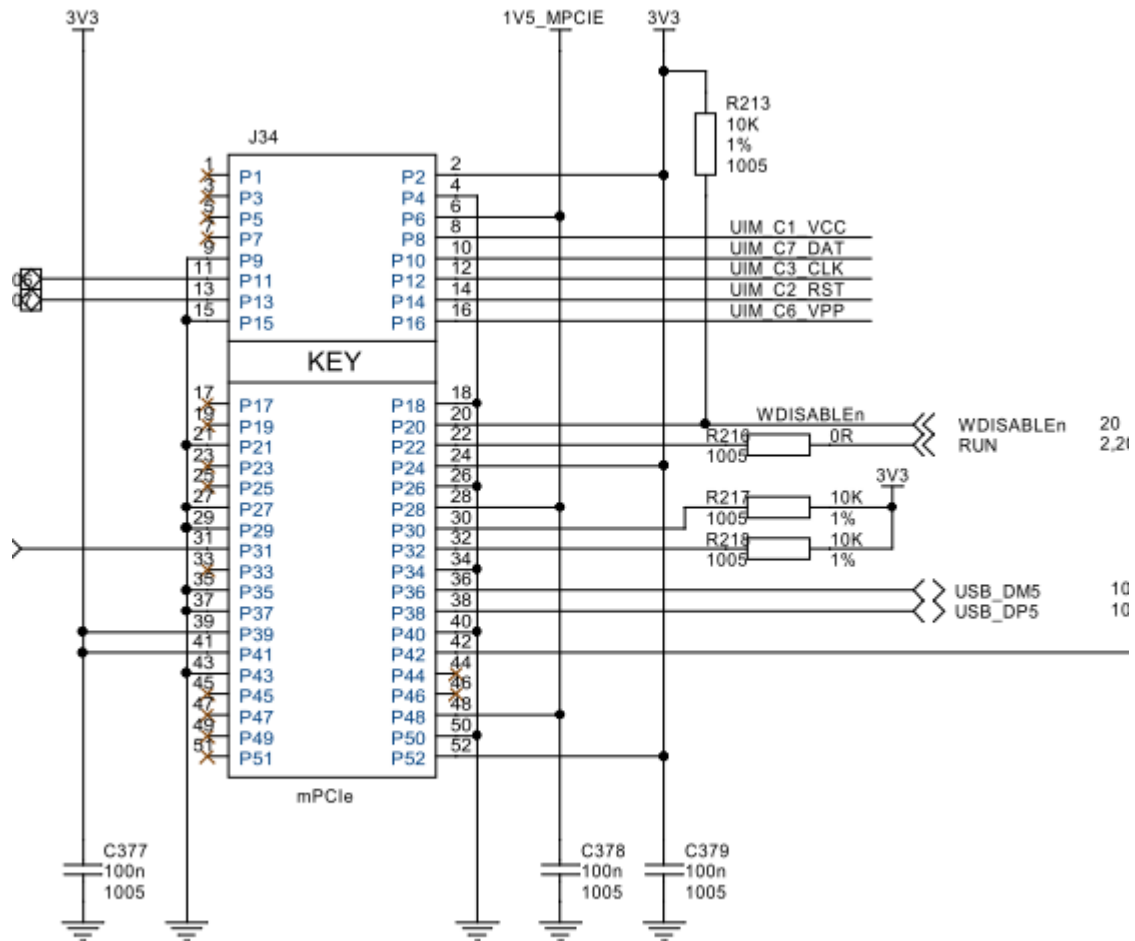 3V3
1V5_MPCIE
3V3
R213
10K
1%
1005
J34
mPCIe
KEY
1 P1 P2 2
3 P3 P4 4
5 P5 P6 6
7 P7 P8 8 UIM_C1_VCC
9 P9 P10 10 UIM_C7_DAT
11 P11 P12 12 UIM_C3_CLK
13 P13 P14 14 UIM_C2_RST
15 P15 P16 16 UIM_C6_VPP
17 P17 P18 18
19 P19 P20 20 WDISABLEn WDISABLEn 20
21 P21 P22 22 R216 0R 1005 RUN
23 P23 P24 24
25 P25 P26 26
27 P27 P28 28 R217 10K 3V3
29 P29 P30 30 1005 1%
31 P31 P32 32 R218 10K
33 P33 P34 34 1005 1%
35 P35 P36 36 USB_DM5
37 P37 P38 38 USB_DP5
39 P39 P40 40
41 P41 P42 42
43 P43 P44 44
45 P45 P46 46
47 P47 P48 48
49 P49 P50 50
51 P51 P52 52
C377
100n
1005
C378
100n
1005
C379
100n
1005